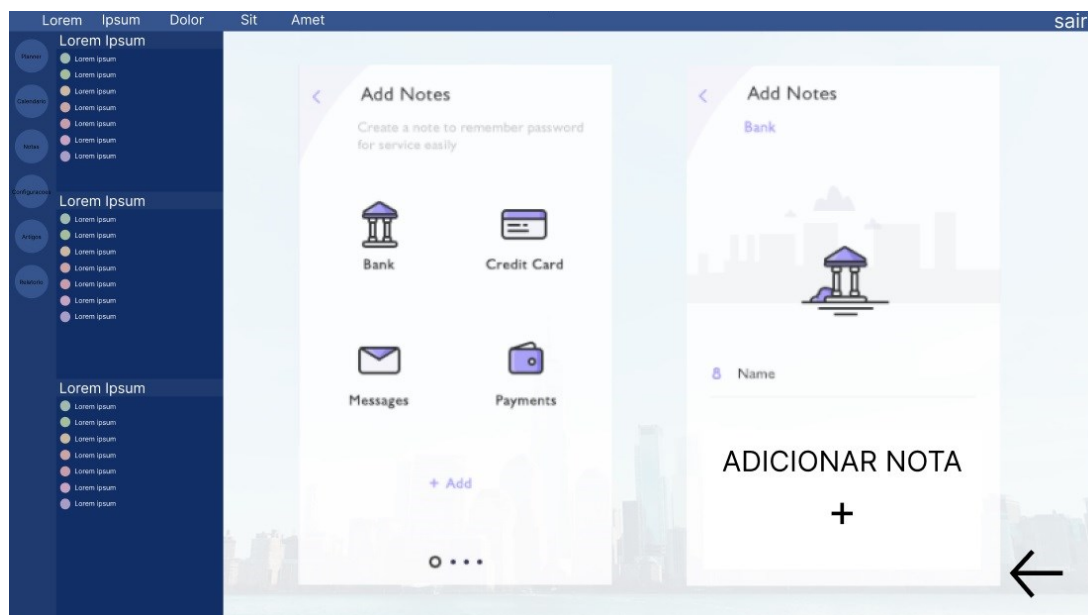 Lorem Ipsum Dolor Sit Amet sair
Planner
Calendario
Notas
Configuracoes
Artigos
Relatorio
Lorem Ipsum
Lorem ipsum
Lorem ipsum
Lorem ipsum
Lorem ipsum
Lorem ipsum
Lorem ipsum
Lorem ipsum
Lorem Ipsum
Lorem ipsum
Lorem ipsum
Lorem ipsum
Lorem ipsum
Lorem ipsum
Lorem ipsum
Lorem ipsum
Lorem Ipsum
Lorem ipsum
Lorem ipsum
Lorem ipsum
Lorem ipsum
Lorem ipsum
Lorem ipsum
Lorem ipsum
Add Notes
Create a note to remember password
for service easily
Bank Credit Card
Messages Payments
+ Add
Add Notes
Bank
Name
ADICIONAR NOTA
+